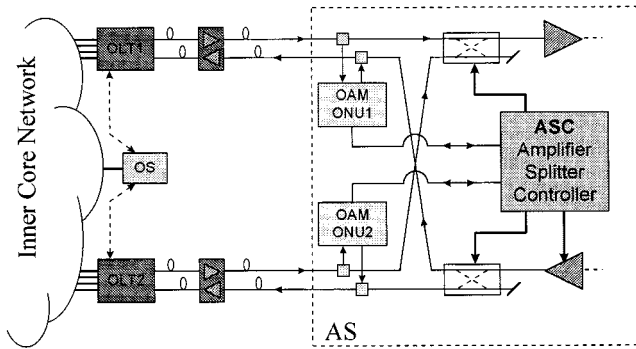 Inner Core Network
OLT1
OS
OLT2
OAM
ONU1
OAM
ONU2
ASC
Amplifier
Splitter
Controller
AS